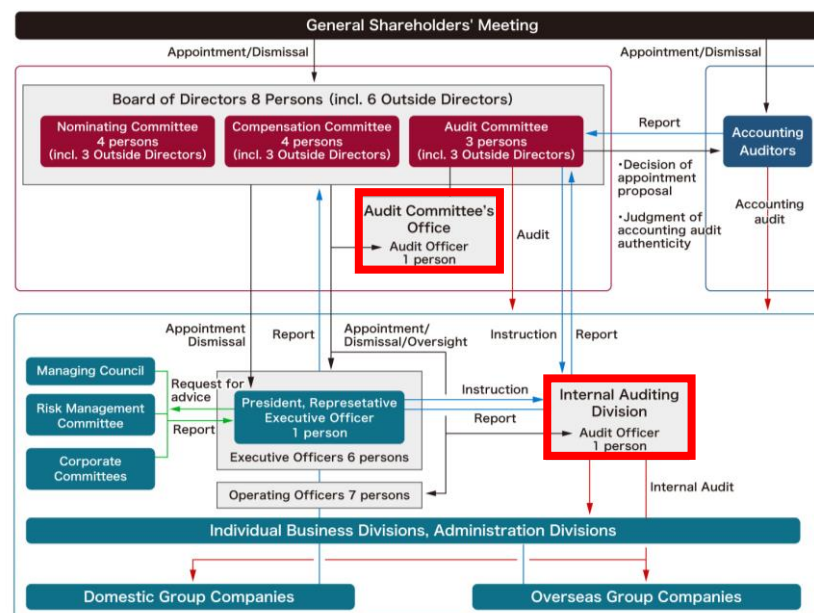 General Shareholders' Meeting
Appointment/Dismissal
Appointment/Dismissal
Board of Directors 8 Persons (incl. 6 Outside Directors)
Nominating Committee
4 persons
(incl. 3 Outside Directors)
Compensation Committee
4 persons
(incl. 3 Outside Directors)
Audit Committee
3 persons
(incl. 3 Outside Directors)
Report
Accounting
Auditors
・Decision of
appointment
proposal
・Judgment of
accounting audit
authenticity
Audit Committee's
Office
Audit Officer
1 person
Audit
Accounting
audit
Appointment
Dismissal
Report
Appointment/
Dismissal/Oversight
Instruction
Report
Managing Council
Risk Management
Committee
Corporate
Committees
Request for
advice
Report
President, Represetative
Executive Officer
1 person
Executive Officers 6 persons
Instruction
Report
Internal Auditing
Division
Audit Officer
1 person
Operating Officers 7 persons
Internal Audit
Individual Business Divisions, Administration Divisions
Domestic Group Companies
Overseas Group Companies